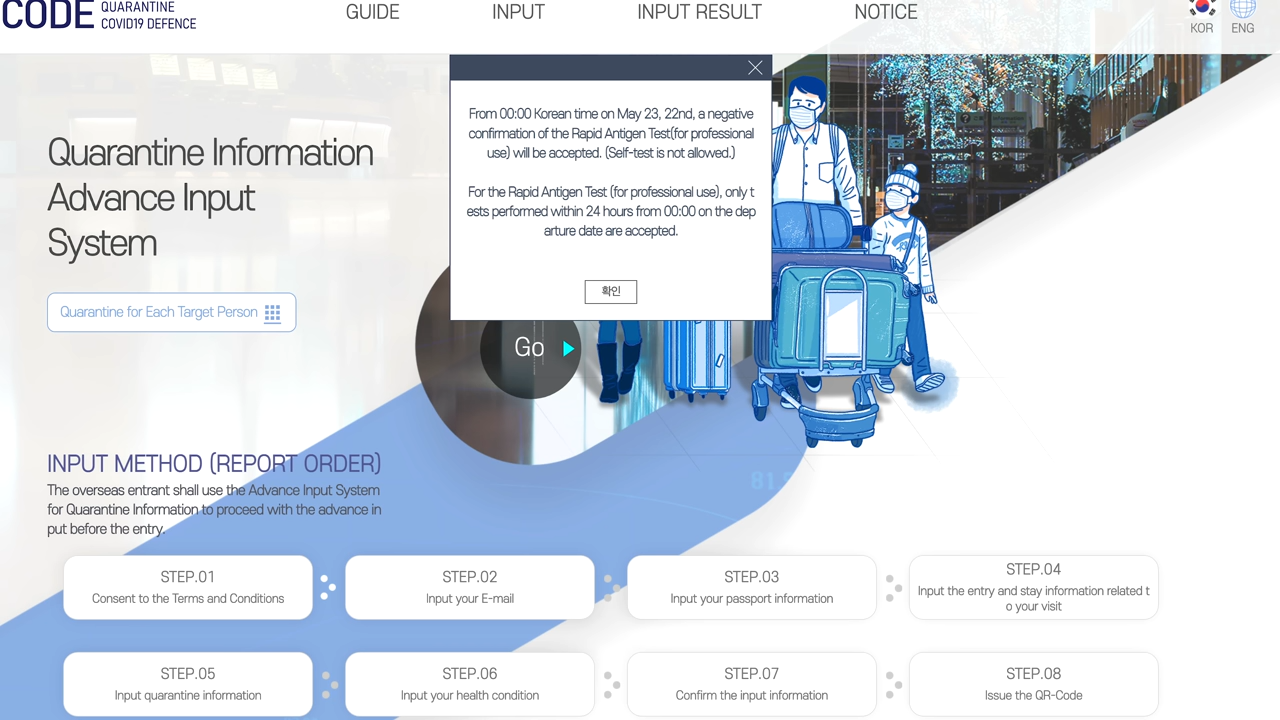 CODE QUARANTINE
COVID19 DEFENCE
GUIDE
INPUT
INPUT RESULT
NOTICE
KOR
ENG
Quarantine Information
Advance Input
System
Quarantine for Each Target Person
From 00:00 Korean time on May 23, 22nd, a negative
confirmation of the Rapid Antigen Test(for professional
use) will be accepted. (Self-test is not allowed.)
For the Rapid Antigen Test (for professional use), only t
ests performed within 24 hours from 00:00 on the dep
arture date are accepted.
확인
Go
INPUT METHOD (REPORT ORDER)
The overseas entrant shall use the Advance Input System
for Quarantine Information to proceed with the advance in
put before the entry.
STEP.01
Consent to the Terms and Conditions
STEP.02
Input your E-mail
STEP.03
Input your passport information
STEP.04
Input the entry and stay information related t
o your visit
STEP.05
Input quarantine information
STEP.06
Input your health condition
STEP.07
Confirm the input information
STEP.08
Issue the QR-Code